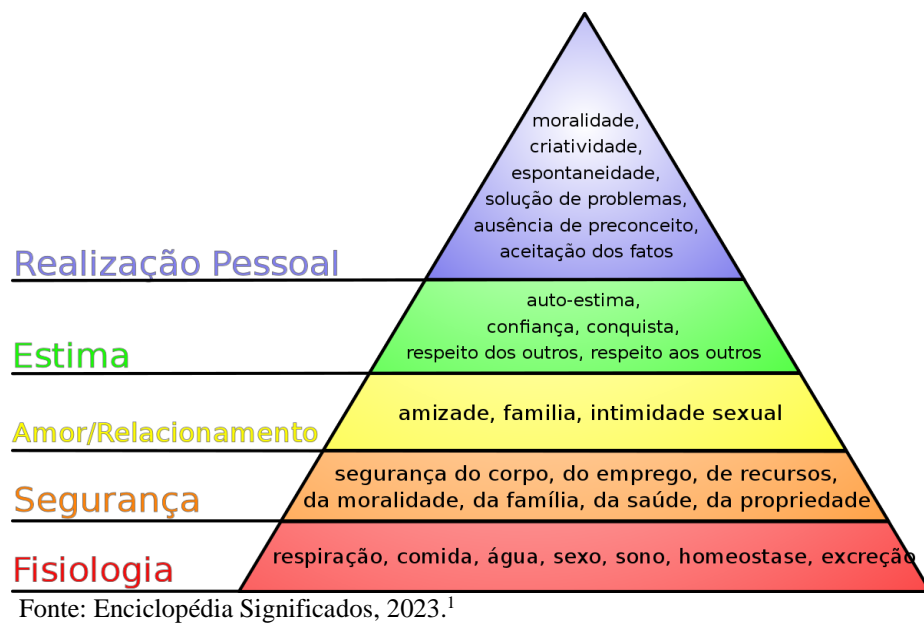 moralidade,
criatividade,
espontaneidade,
solução de problemas,
ausência de preconceito,
aceitação dos fatos
Realização Pessoal
auto-estima,
confiança, conquista,
respeito dos outros, respeito aos outros
Estima
amizade, familia, intimidade sexual
Amor/Relacionamento
segurança do corpo, do emprego, de recursos,
da moralidade, da família, da saúde, da propriedade
Segurança
respiração, comida, água, sexo, sono, homeostase, excreção
Fisiologia
Fonte: Enciclopédia Significados, 2023.¹